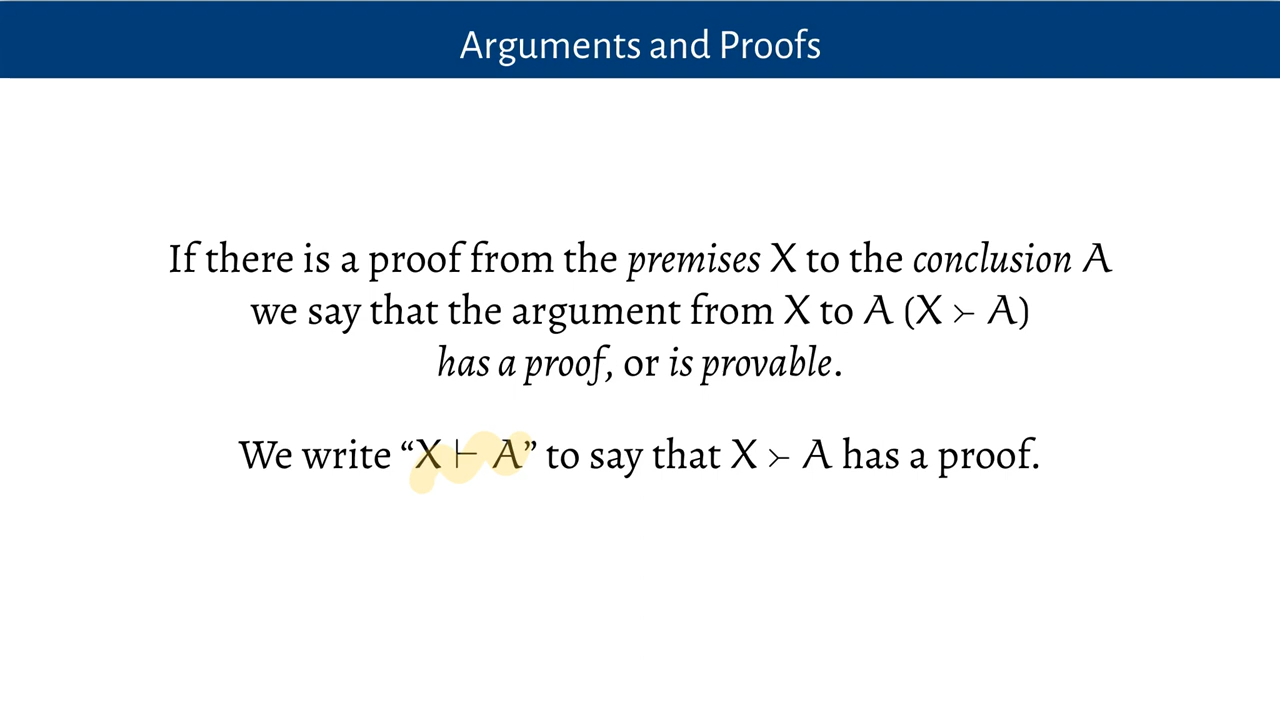 Arguments and Proofs
If there is a proof from the premises X to the conclusion A
we say that the argument from X to A (X ≻ A)
has a proof, or is provable.
We write “X ⊢ A” to say that X ≻ A has a proof.